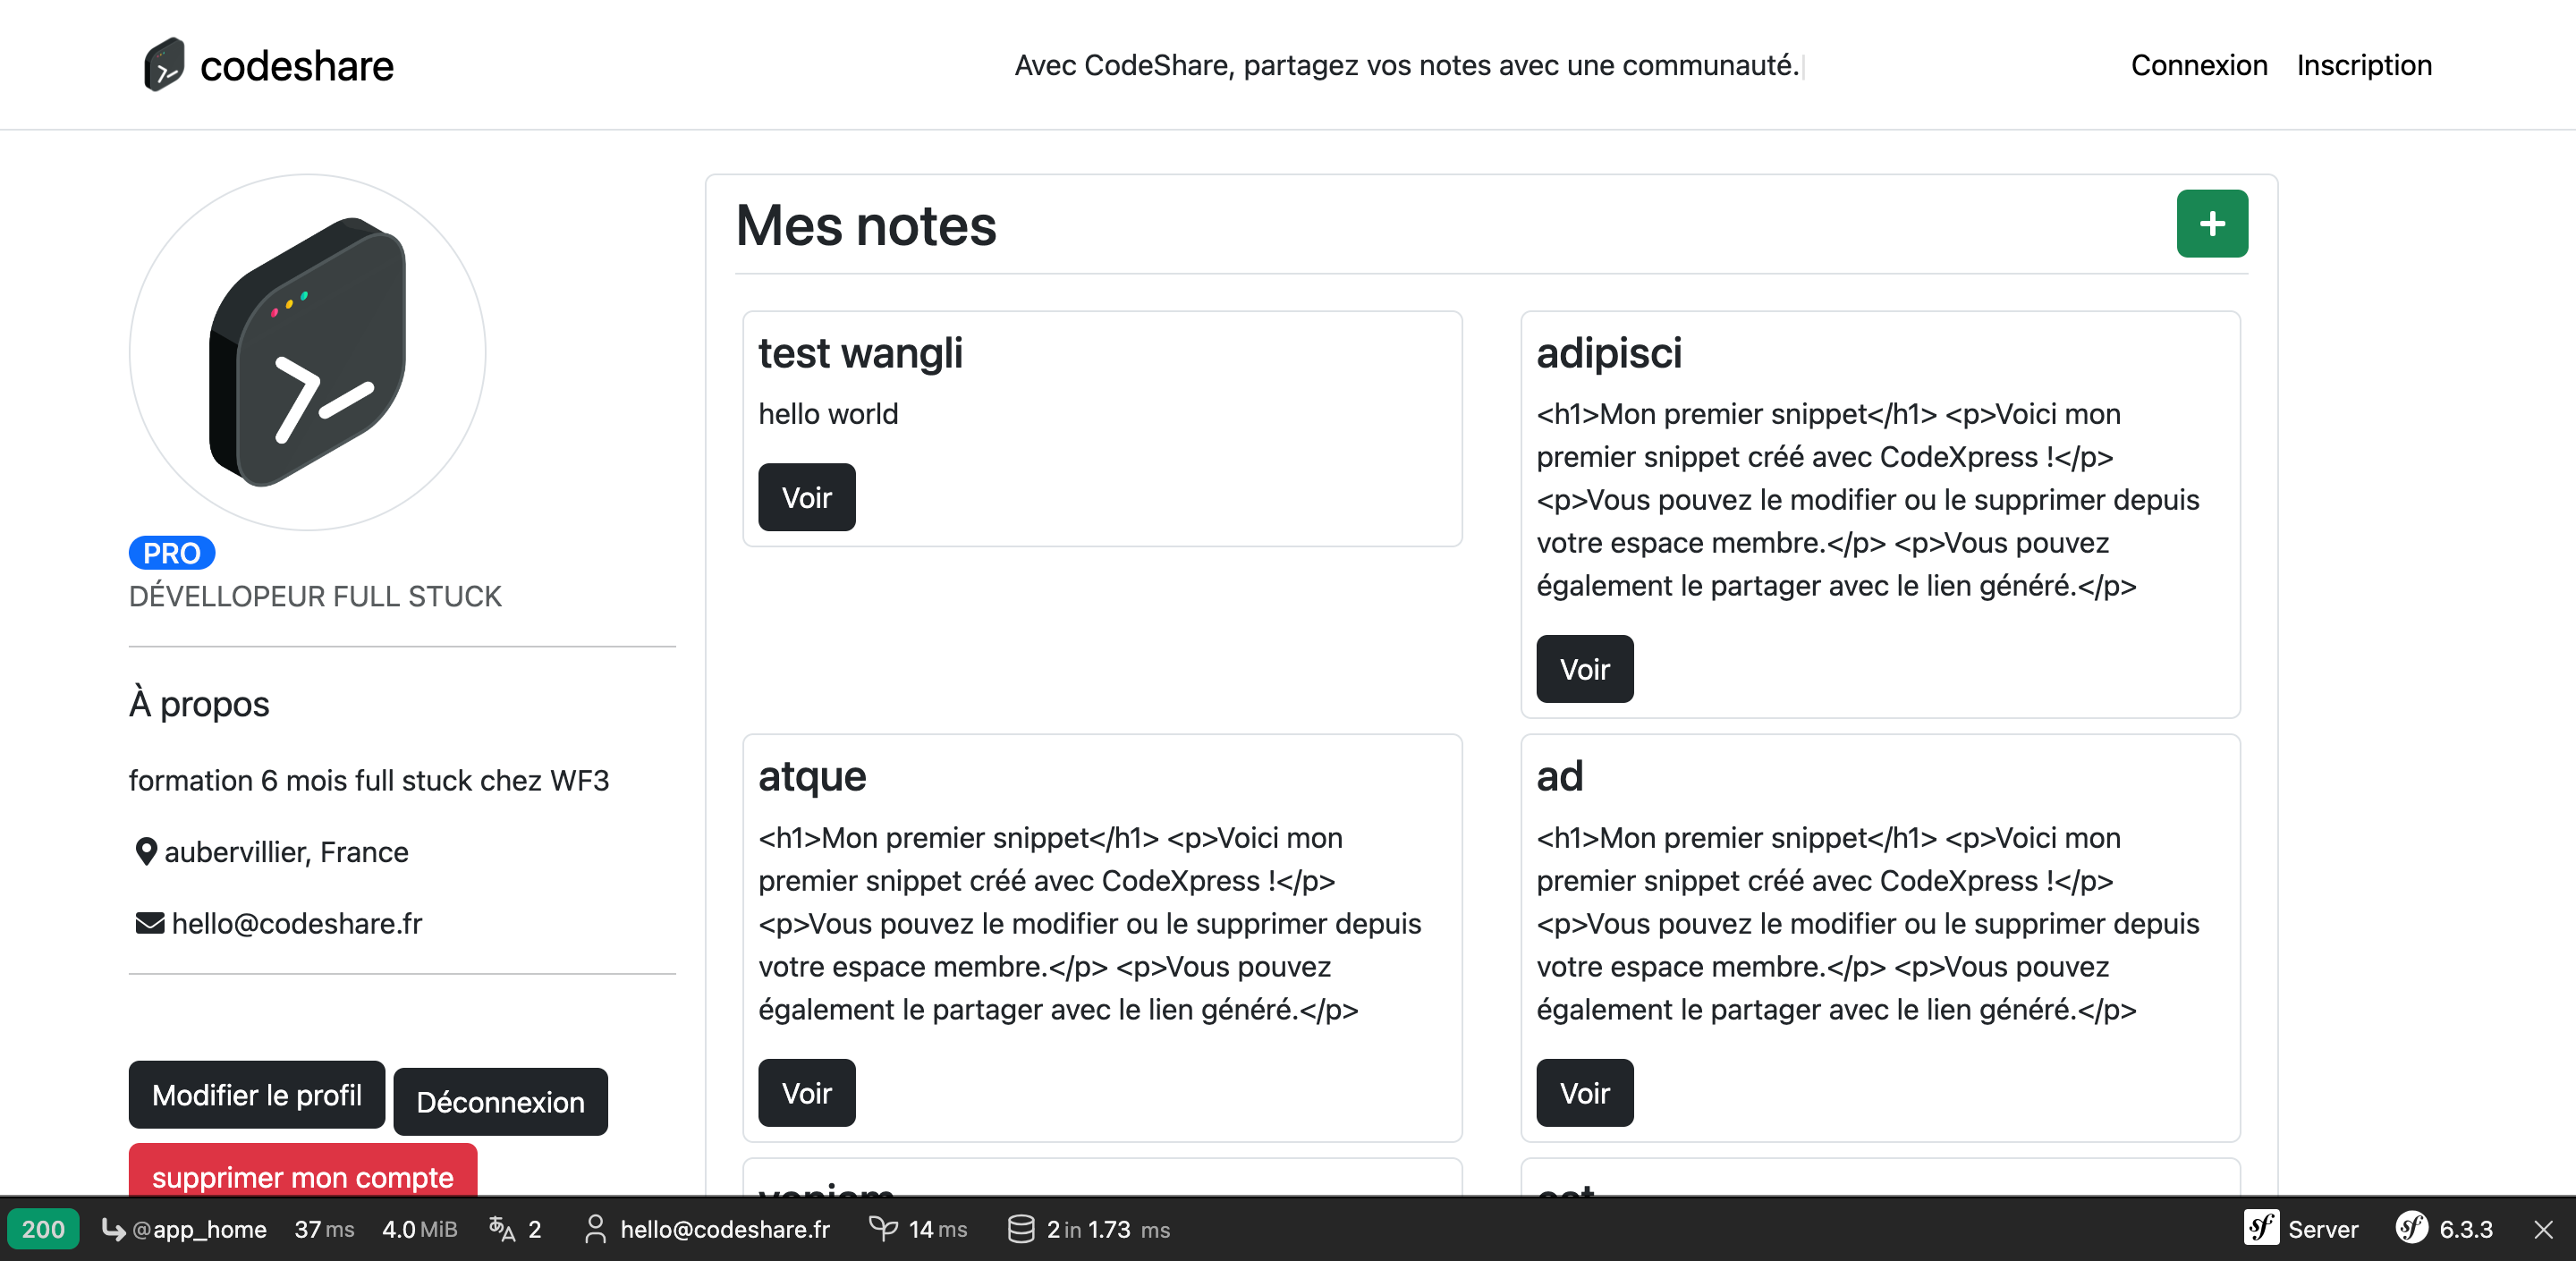 codeshare
Avec CodeShare, partagez vos notes avec une communauté.
Connexion
Inscription
PRO
DÉVELLOPEUR FULL STUCK
À propos
formation 6 mois full stuck chez WF3
aubervillier, France
hello@codeshare.fr
Modifier le profil
Déconnexion
supprimer mon compte
Mes notes
+
test wangli
hello world
Voir
adipisci
<h1>Mon premier snippet</h1> <p>Voici mon
premier snippet créé avec CodeXpress !</p>
<p>Vous pouvez le modifier ou le supprimer depuis
votre espace membre.</p> <p>Vous pouvez
également le partager avec le lien généré.</p>
Voir
atque
<h1>Mon premier snippet</h1> <p>Voici mon
premier snippet créé avec CodeXpress !</p>
<p>Vous pouvez le modifier ou le supprimer depuis
votre espace membre.</p> <p>Vous pouvez
également le partager avec le lien généré.</p>
Voir
ad
<h1>Mon premier snippet</h1> <p>Voici mon
premier snippet créé avec CodeXpress !</p>
<p>Vous pouvez le modifier ou le supprimer depuis
votre espace membre.</p> <p>Vous pouvez
également le partager avec le lien généré.</p>
Voir
200 @app_home 37 ms 4.0 MiB 2 hello@codeshare.fr 14 ms 2 in 1.73 ms Server 6.3.3